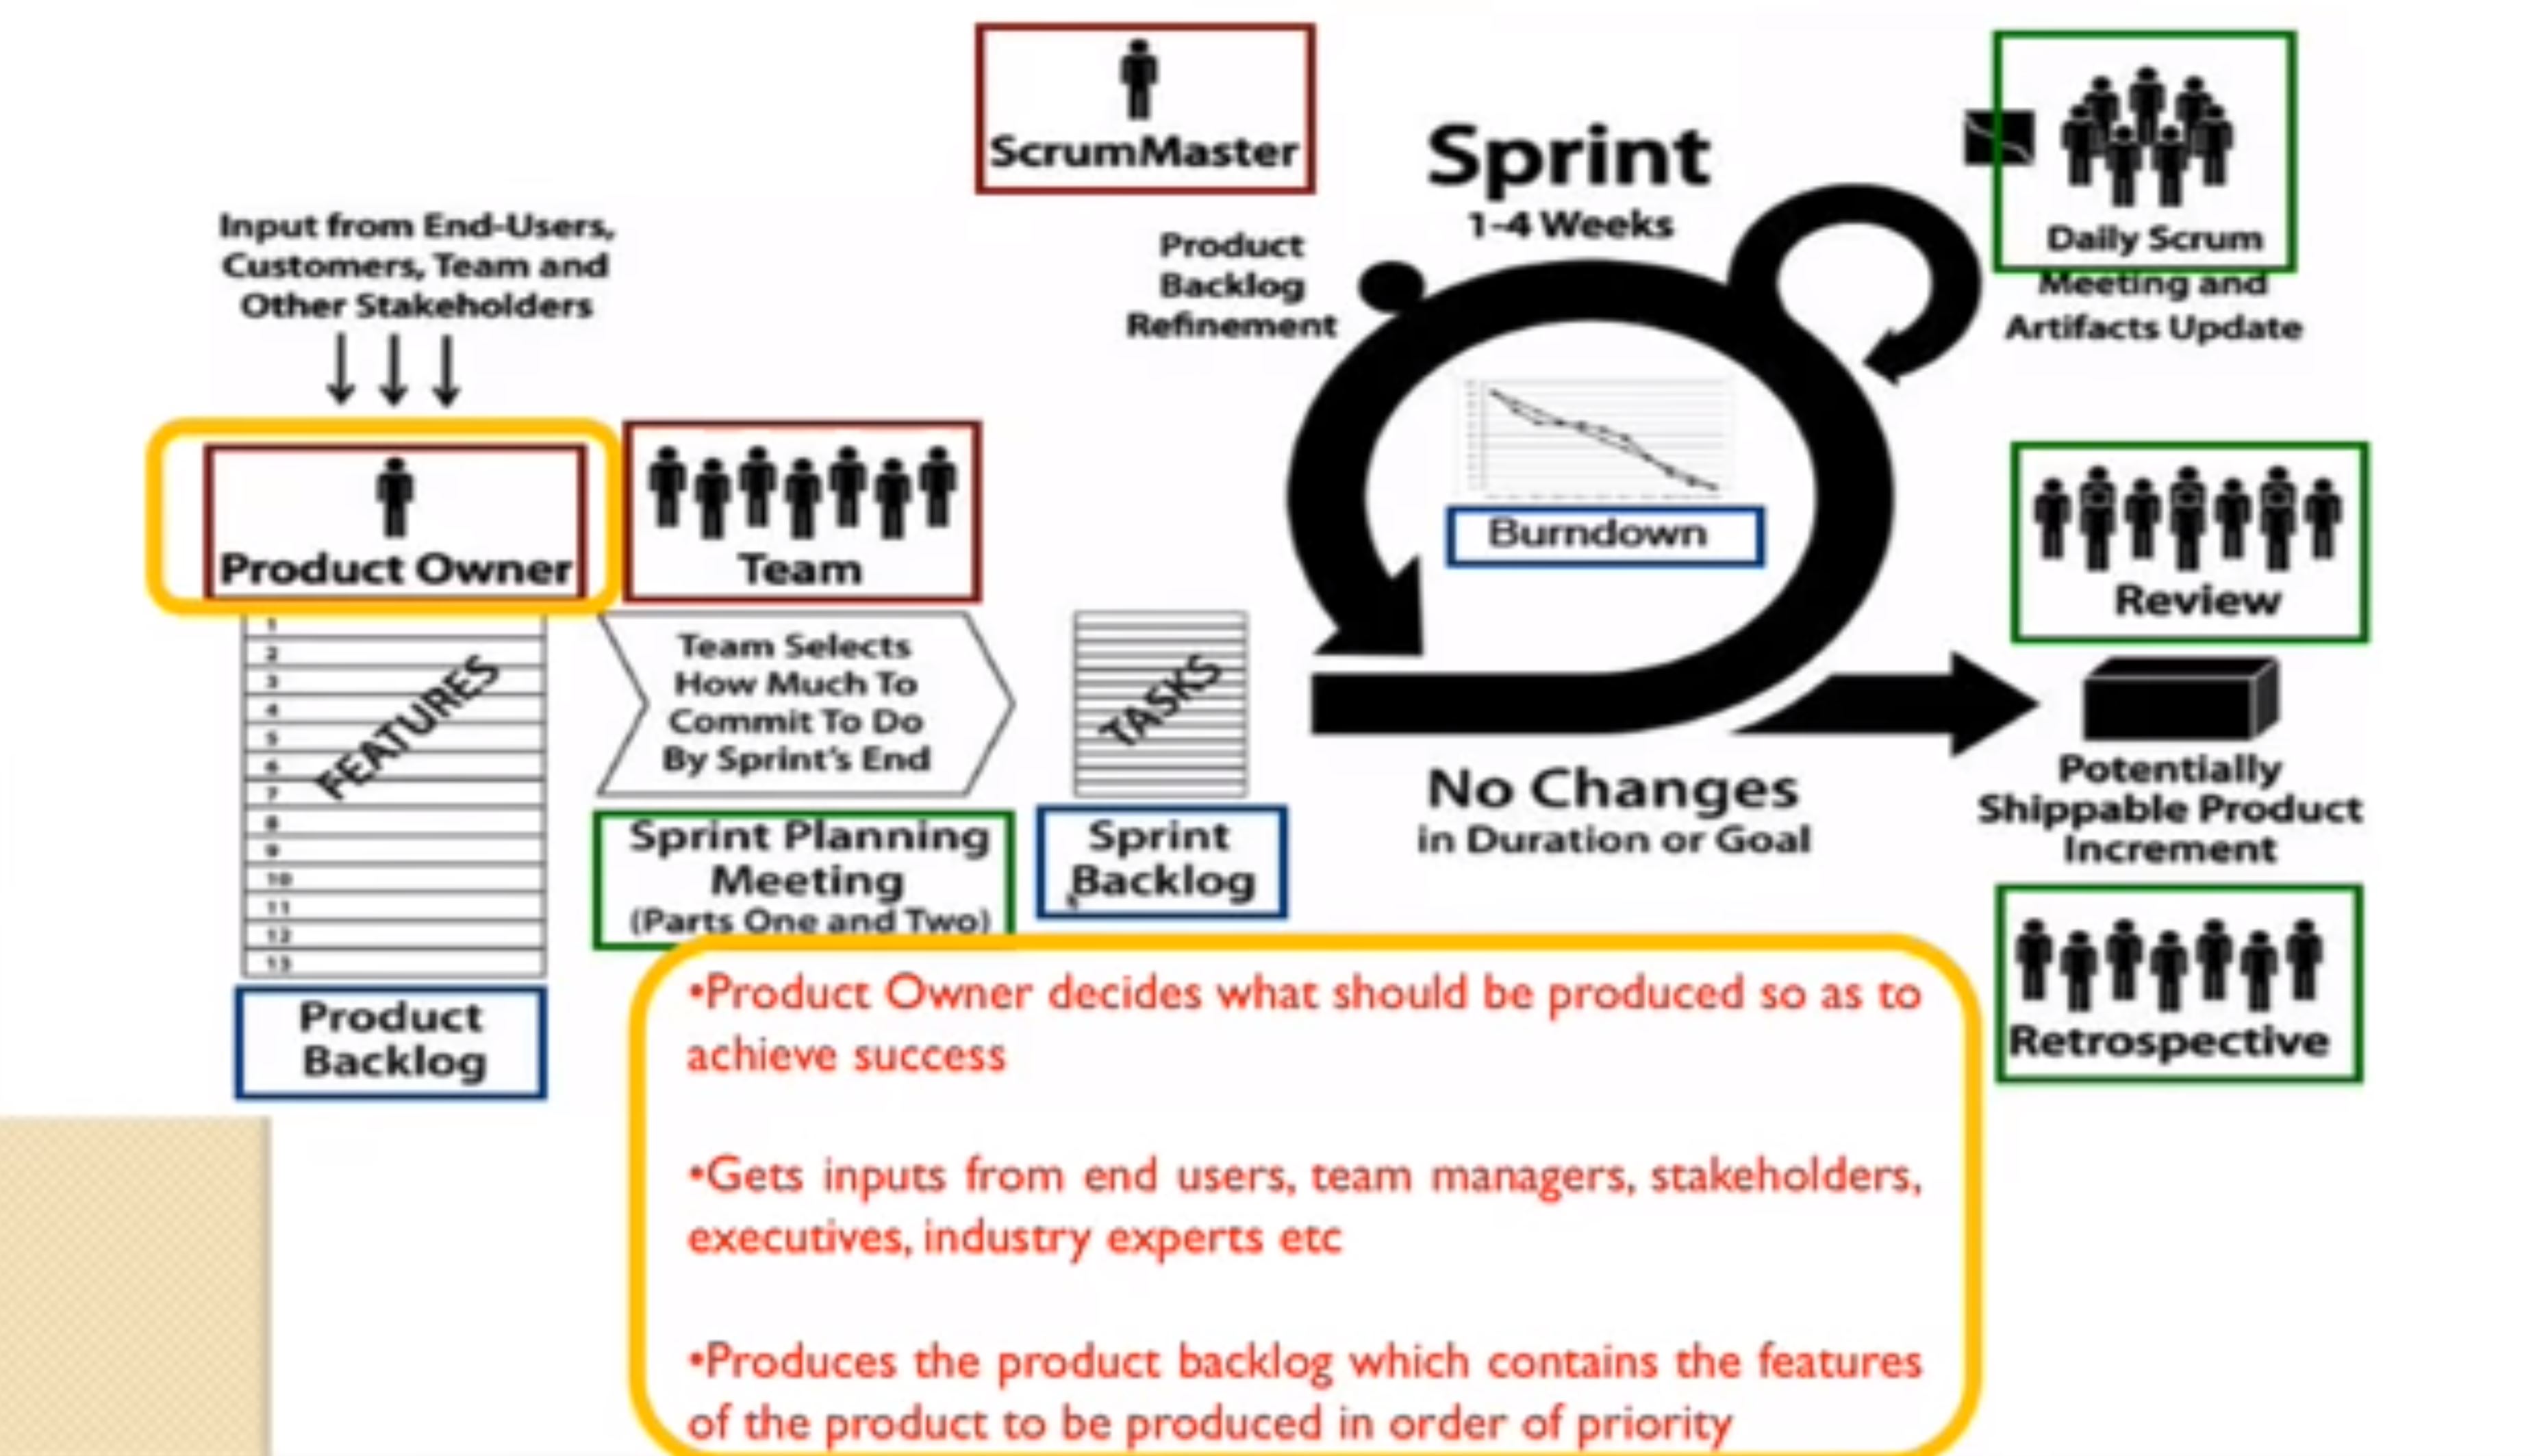 ScrumMaster
Sprint
1-4 Weeks
Product
Backlog
Refinement
Daily Scrum
Meeting and
Artifacts Update
Input from End-Users,
Customers, Team and
Other Stakeholders
Product Owner
Team
Burndown
Review
1
2
3
4
5
6
7
8
9
10
11
12
13
FEATURES
Team Selects
How Much To
Commit To Do
By Sprint's End
TASKS
No Changes
in Duration or Goal
Potentially
Shippable Product
Increment
Sprint Planning
Meeting
(Parts One and Two)
Sprint
Backlog
Product
Backlog
Retrospective
•Product Owner decides what should be produced so as to
achieve success
•Gets inputs from end users, team managers, stakeholders,
executives, industry experts etc
•Produces the product backlog which contains the features
of the product to be produced in order of priority